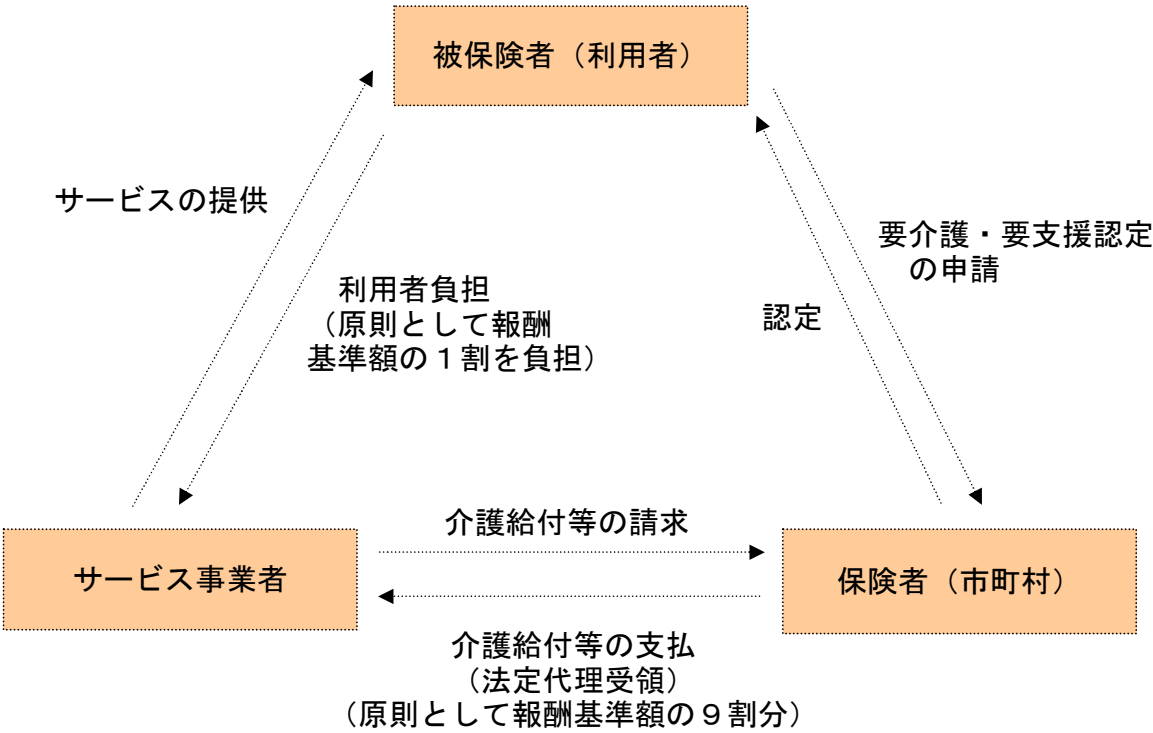 被保険者（利用者）
サービスの提供
要介護・要支援認定
の申請
利用者負担
（原則として報酬
基準額の１割を負担）
認定
介護給付等の請求
サービス事業者
保険者（市町村）
介護給付等の支払
（法定代理受領）
（原則として報酬基準額の９割分）